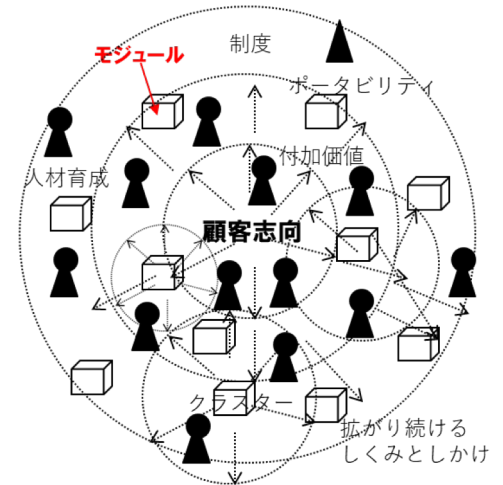 制度
モジュール
ポータビリティ
付加価値
人材育成
顧客志向
クラスター
拡がり続ける
しくみとしかけ